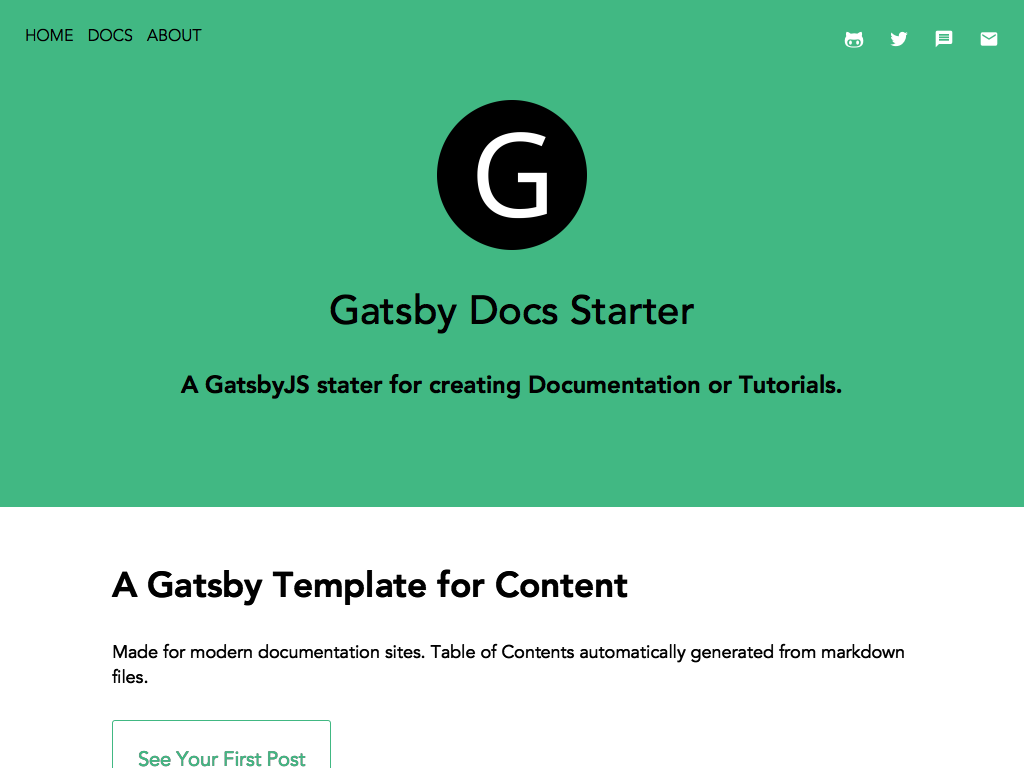 HOME DOCS ABOUT
G
Gatsby Docs Starter
A GatsbyJS stater for creating Documentation or Tutorials.
A Gatsby Template for Content
Made for modern documentation sites. Table of Contents automatically generated from markdown
files.
See Your First Post